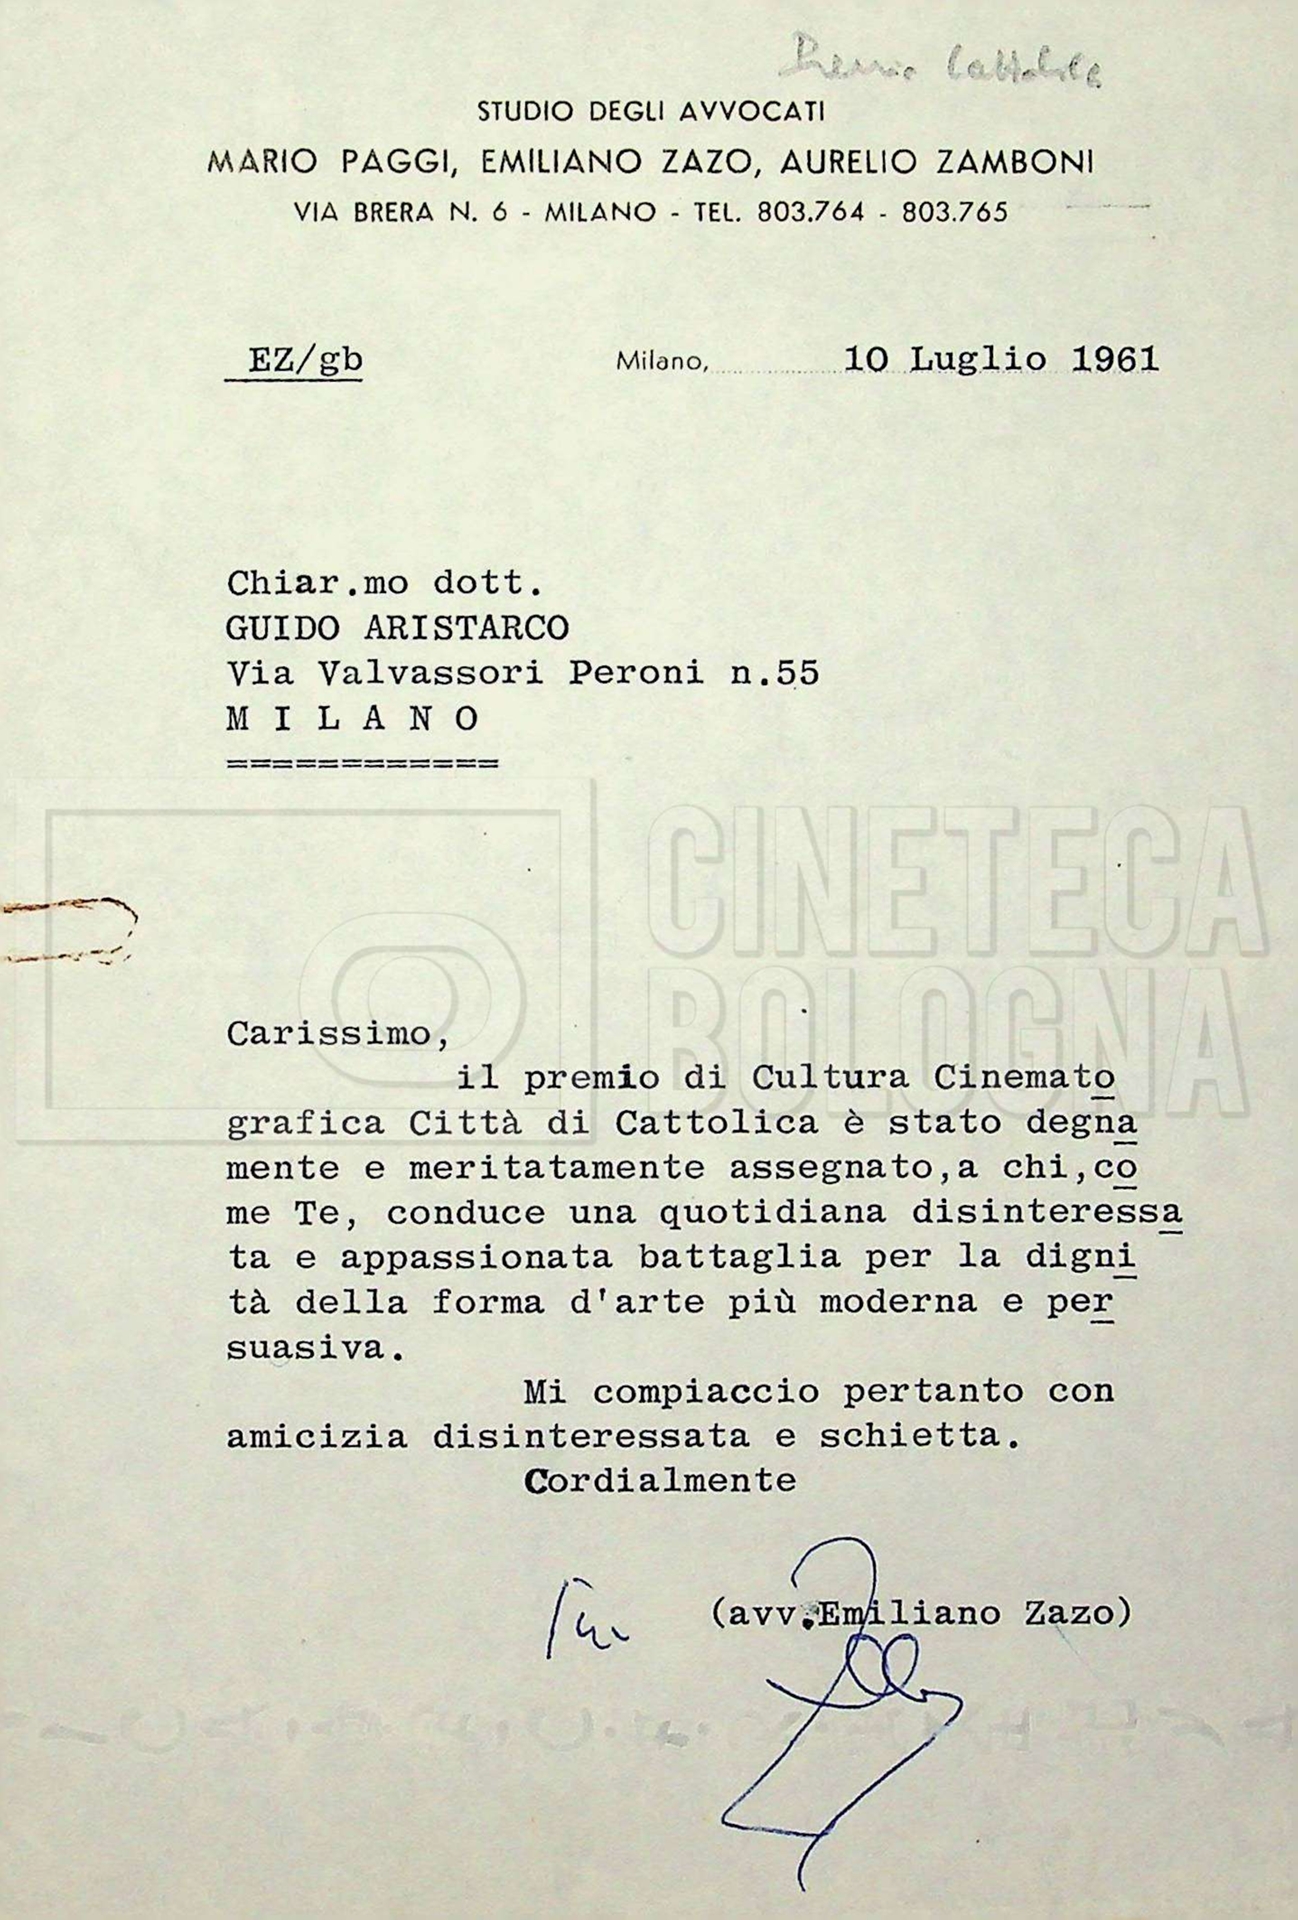 Premio Cattolica
STUDIO DEGLI AVVOCATI
MARIO PAGGI, EMILIANO ZAZO, AURELIO ZAMBONI
VIA BRERA N. 6 - MILANO - TEL. 803.764 - 803.765
EZ/gb
Milano, 10 Luglio 1961
Chiar.mo dott.
GUIDO ARISTARCO
Via Valvassori Peroni n.55
M I L A N O
============
CINETECA
BOLOGNA
Carissimo,
il premio di Cultura Cinemato
grafica Città di Cattolica è stato degna
mente e meritatamente assegnato,a chi,co
me Te, conduce una quotidiana disinteressa
ta e appassionata battaglia per la digni
tà della forma d'arte più moderna e per
suasiva.
Mi compiaccio pertanto con
amicizia disinteressata e schietta.
Cordialmente
(avv.Emiliano Zazo)